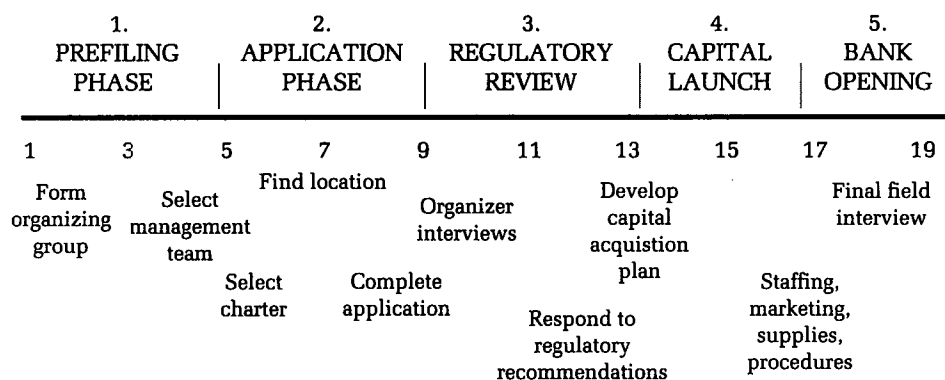 1.
PREFILING
PHASE
2.
APPLICATION
PHASE
3.
REGULATORY
REVIEW
4.
CAPITAL
LAUNCH
5.
BANK
OPENING
1 3 5 7 9 11 13 15 17 19
Form
organizing
group
Select
management
team
Find location
Select
charter
Complete
application
Organizer
interviews
Respond to
regulatory
recommendations
Develop
capital
acquistion
plan
Staffing,
marketing,
supplies,
procedures
Final field
interview